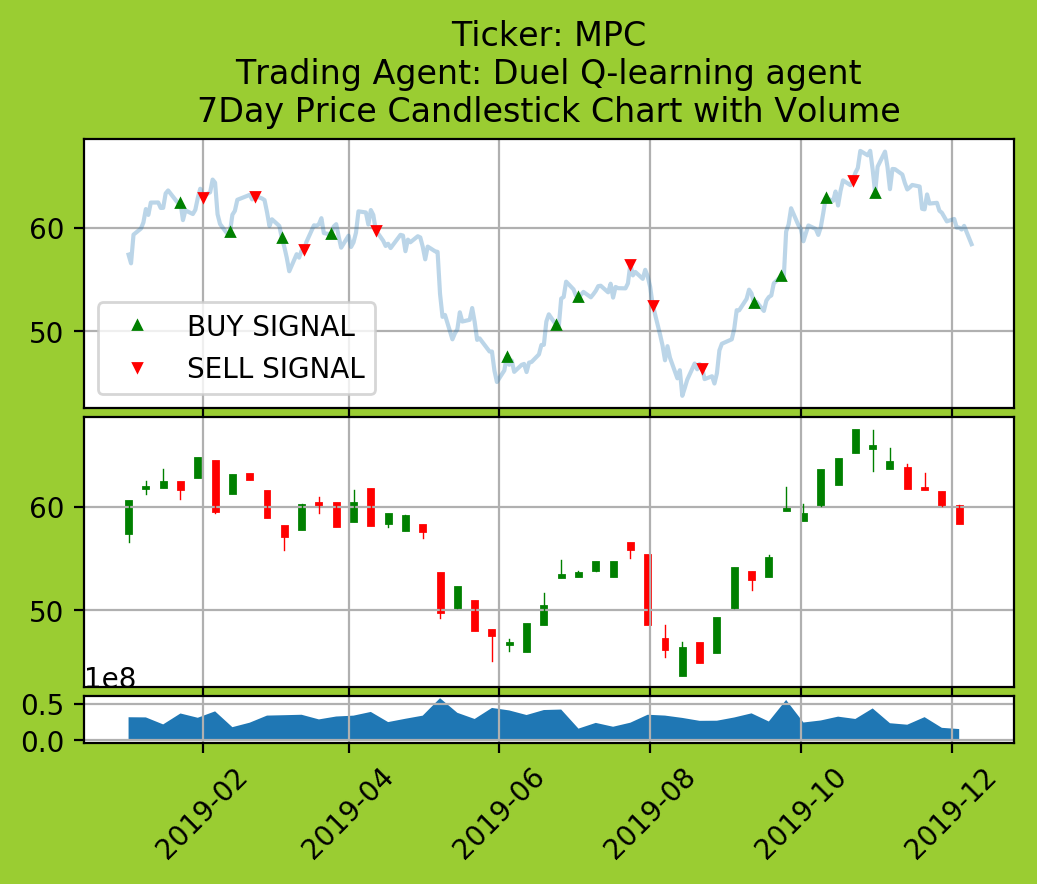 Ticker: MPC
Trading Agent: Duel Q-learning agent
7Day Price Candlestick Chart with Volume
60
50
BUY SIGNAL
SELL SIGNAL
60
50
1e8
0.5
0.0
2019-02
2019-04
2019-06
2019-08
2019-10
2019-12